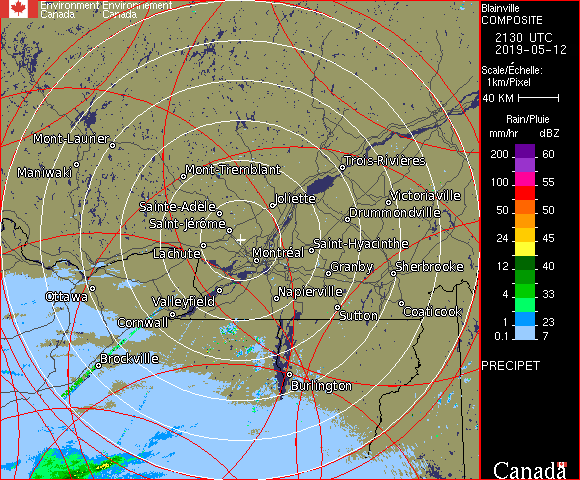 Environment Environnement
Canada Canada
Blainville
COMPOSITE
2130 UTC
2019-05-12
Scale/Échelle:
1km/Pixel
40 KM
Rain/Pluie
mm/hr dBZ
200 60
100 55
50 50
24 45
12 40
4 33
1 23
0.1 7
PRECIPET
Mont-Laurier
Maniwaki
Mont-Tremblant
Trois-Rivières
Joliette
Victoriaville
Sainte-Adèle
Drummondville
Saint-Jérôme
Saint-Hyacinthe
Lachute
Montréal
Granby
Sherbrooke
Ottawa
Valleyfield
Napierville
Coaticook
Cornwall
Sutton
Brockville
Burlington
Canada